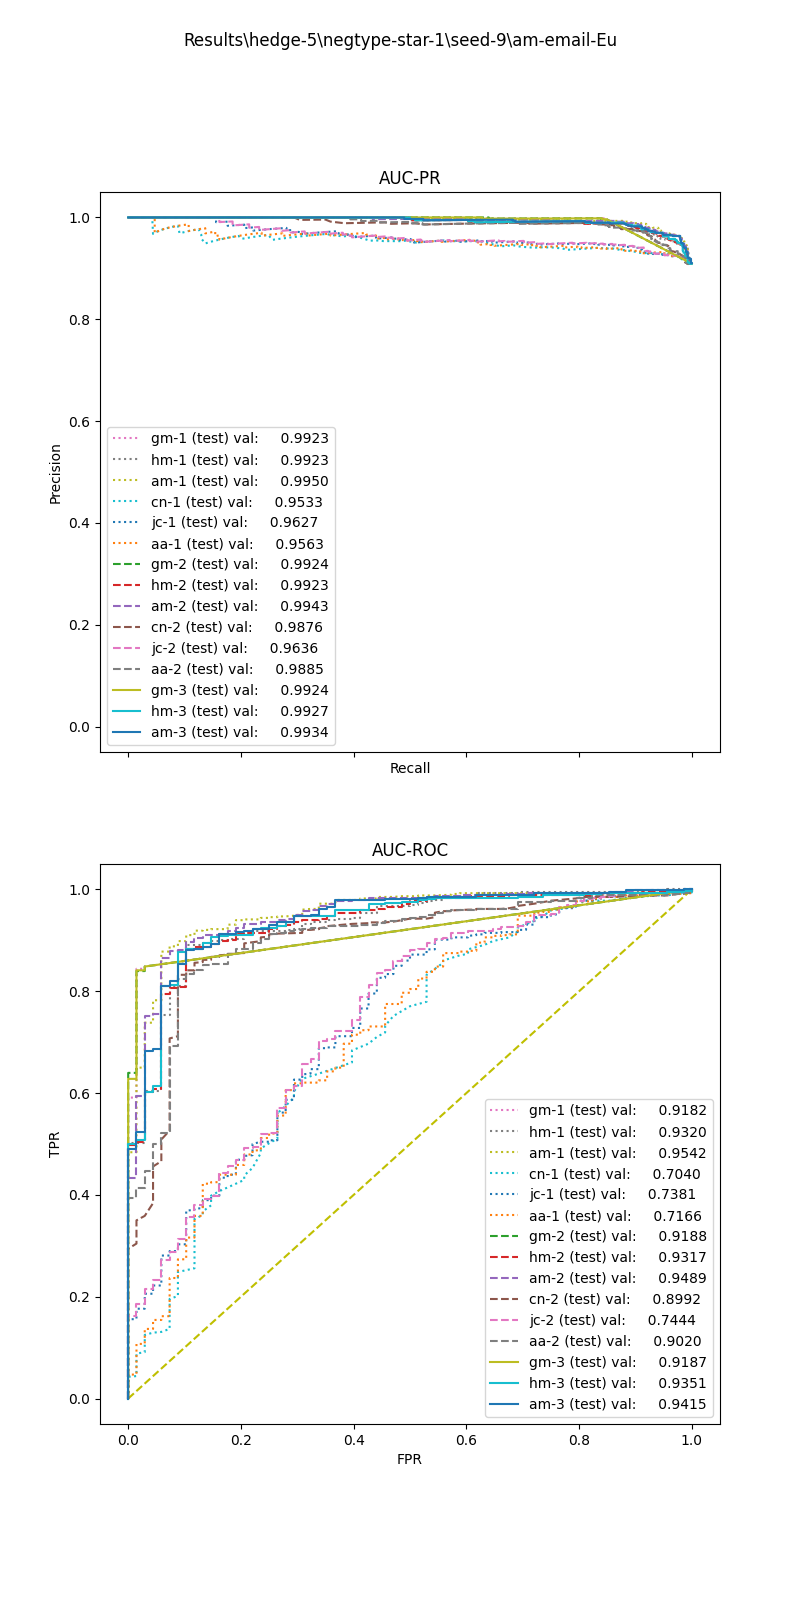 Results\hedge-5\negtype-star-1\seed-9\am-email-Eu
AUC-PR
1.0
0.8
0.6
0.4
0.2
0.0
Precision
gm-1 (test) val: 0.9923
hm-1 (test) val: 0.9923
am-1 (test) val: 0.9950
cn-1 (test) val: 0.9533
jc-1 (test) val: 0.9627
aa-1 (test) val: 0.9563
gm-2 (test) val: 0.9924
hm-2 (test) val: 0.9923
am-2 (test) val: 0.9943
cn-2 (test) val: 0.9876
jc-2 (test) val: 0.9636
aa-2 (test) val: 0.9885
gm-3 (test) val: 0.9924
hm-3 (test) val: 0.9927
am-3 (test) val: 0.9934
Recall
AUC-ROC
1.0
0.8
0.6
0.4
0.2
0.0
TPR
gm-1 (test) val: 0.9182
hm-1 (test) val: 0.9320
am-1 (test) val: 0.9542
cn-1 (test) val: 0.7040
jc-1 (test) val: 0.7381
aa-1 (test) val: 0.7166
gm-2 (test) val: 0.9188
hm-2 (test) val: 0.9317
am-2 (test) val: 0.9489
cn-2 (test) val: 0.8992
jc-2 (test) val: 0.7444
aa-2 (test) val: 0.9020
gm-3 (test) val: 0.9187
hm-3 (test) val: 0.9351
am-3 (test) val: 0.9415
0.0 0.2 0.4 0.6 0.8 1.0
FPR